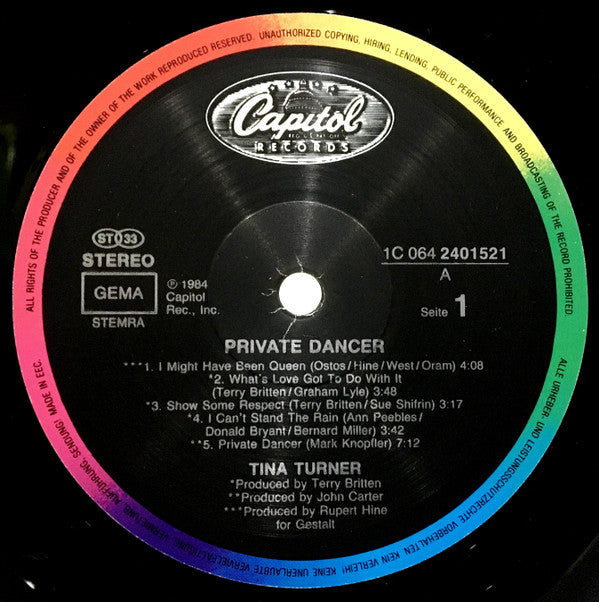 ALL RIGHTS OF THE PRODUCER AND OF THE OWNER OF THE WORK REPRODUCED RESERVED. UNAUTHORIZED COPYING, HIRING, LENDING, PUBLIC PERFORMANCE AND BROADCASTING OF THE RECORD PROHIBITED.
Capitol
RECORDS
ST 33
STEREO
GEMA
STEMRA
℗ 1984
Capitol
Rec., Inc.
1C 064 2401521
A
Seite 1
PRIVATE DANCER
***1. I Might Have Been Queen (Ostos/Hine/West/Oram) 4:08
*2. What's Love Got To Do With It
(Terry Britten/Graham Lyle) 3:48
*3. Show Some Respect (Terry Britten/Sue Shifrin) 3:17
*4. I Can't Stand The Rain (Ann Peebles/
Donald Bryant/Bernard Miller) 3:42
**5. Private Dancer (Mark Knopfler) 7:12
TINA TURNER
*Produced by Terry Britten
**Produced by John Carter
***Produced by Rupert Hine
for Gestalt
ALLE URHEBER- UND LEISTUNGSSCHUTZRECHTE VORBEHALTEN. KEIN VERLEIH! KEINE UNERLAUBTE VERVIELFÄLTIGUNG, VERMIETUNG, AUFFÜHRUNG, SENDUNG! MADE IN EEC.